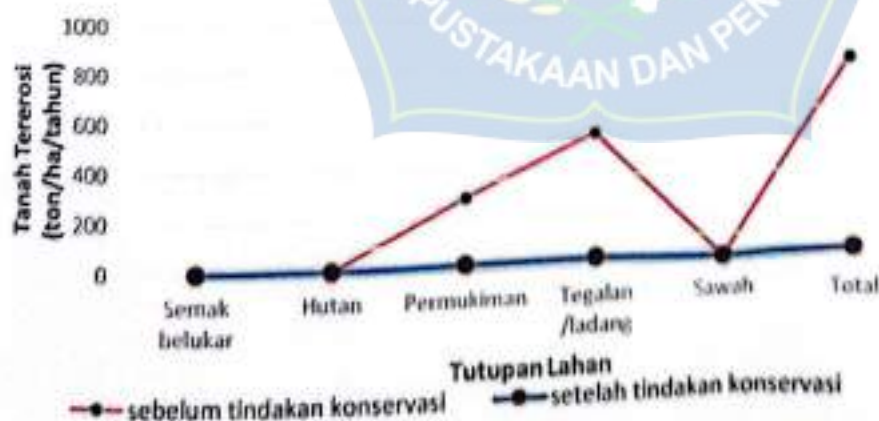 PUSTAKAAN DAN PEN
1000
800
600
400
200
0
Tanah Tererosi
(ton/ha/tahun)
Semak
belukar
Hutan
Permukiman
Tegalan
/ladang
Sawah
Total
Tutupan Lahan
sebelum tindakan konservasi
setelah tindakan konservasi